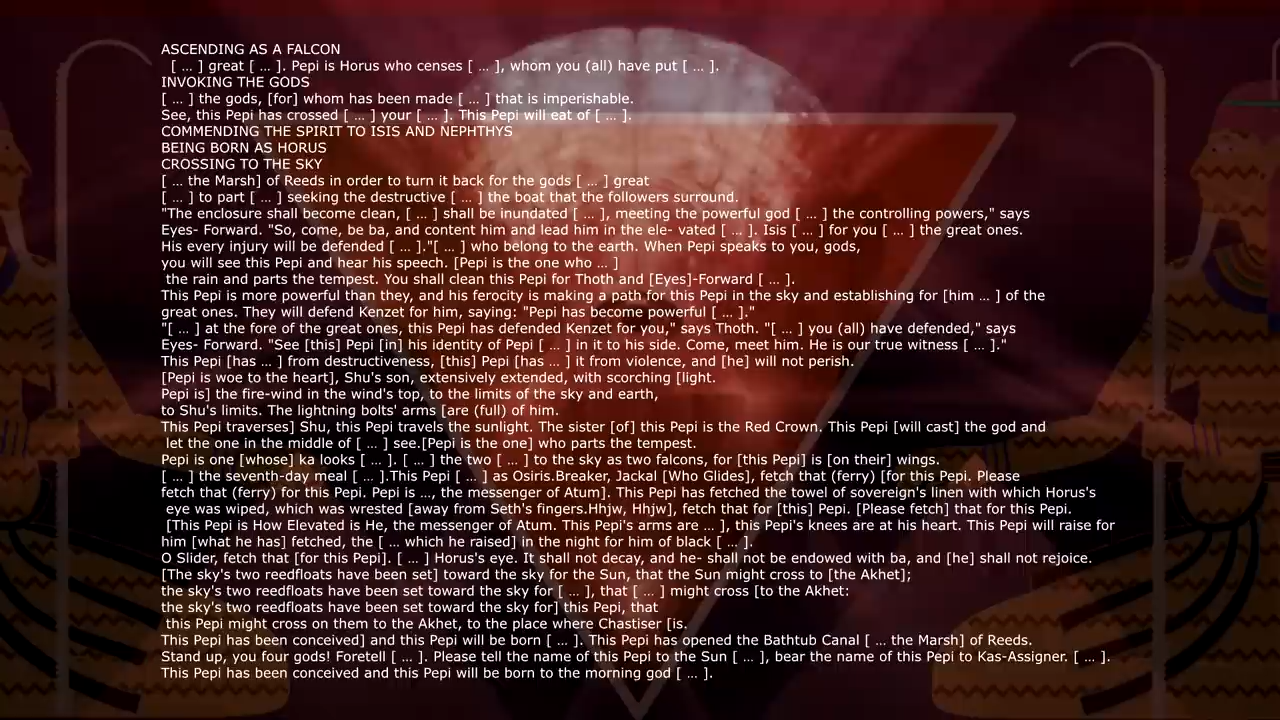 ASCENDING AS A FALCON
[ … ] great [ … ]. Pepi is Horus who censes [ … ], whom you (all) have put [ … ].
INVOKING THE GODS
[ … ] the gods, [for] whom has been made [ … ] that is imperishable.
See, this Pepi has crossed [ … ] your [ … ]. This Pepi will eat of [ … ].
COMMENDING THE SPIRIT TO ISIS AND NEPHTHYS
BEING BORN AS HORUS
CROSSING TO THE SKY
[ … the Marsh] of Reeds in order to turn it back for the gods [ … ] great
[ … ] to part [ … ] seeking the destructive [ … ] the boat that the followers surround.
"The enclosure shall become clean, [ … ] shall be inundated [ … ], meeting the powerful god [ … ] the controlling powers," says
Eyes- Forward. "So, come, be ba, and content him and lead him in the ele- vated [ … ]. Isis [ … ] for you [ … ] the great ones.
His every injury will be defended [ … ]."[ … ] who belong to the earth. When Pepi speaks to you, gods,
you will see this Pepi and hear his speech. [Pepi is the one who … ]
the rain and parts the tempest. You shall clean this Pepi for Thoth and [Eyes]-Forward [ … ].
This Pepi is more powerful than they, and his ferocity is making a path for this Pepi in the sky and establishing for [him … ] of the
great ones. They will defend Kenzet for him, saying: "Pepi has become powerful [ … ]."
"[ … ] at the fore of the great ones, this Pepi has defended Kenzet for you," says Thoth. "[ … ] you (all) have defended," says
Eyes- Forward. "See [this] Pepi [in] his identity of Pepi [ … ] in it to his side. Come, meet him. He is our true witness [ … ]."
This Pepi [has … ] from destructiveness, [this] Pepi [has … ] it from violence, and [he] will not perish.
[Pepi is woe to the heart], Shu's son, extensively extended, with scorching [light.
Pepi is] the fire-wind in the wind's top, to the limits of the sky and earth,
to Shu's limits. The lightning bolts' arms [are (full) of him.
This Pepi traverses] Shu, this Pepi travels the sunlight. The sister [of] this Pepi is the Red Crown. This Pepi [will cast] the god and
let the one in the middle of [ … ] see.[Pepi is the one] who parts the tempest.
Pepi is one [whose] ka looks [ … ]. [ … ] the two [ … ] to the sky as two falcons, for [this Pepi] is [on their] wings.
[ … ] the seventh-day meal [ … ].This Pepi [ … ] as Osiris.Breaker, Jackal [Who Glides], fetch that (ferry) [for this Pepi. Please
fetch that (ferry) for this Pepi. Pepi is …, the messenger of Atum]. This Pepi has fetched the towel of sovereign's linen with which Horus's
eye was wiped, which was wrested [away from Seth's fingers.Hhjw, Hhjw], fetch that for [this] Pepi. [Please fetch] that for this Pepi.
[This Pepi is How Elevated is He, the messenger of Atum. This Pepi's arms are … ], this Pepi's knees are at his heart. This Pepi will raise for
him [what he has] fetched, the [ … which he raised] in the night for him of black [ … ].
O Slider, fetch that [for this Pepi]. [ … ] Horus's eye. It shall not decay, and he- shall not be endowed with ba, and [he] shall not rejoice.
[The sky's two reedfloats have been set] toward the sky for the Sun, that the Sun might cross to [the Akhet];
the sky's two reedfloats have been set toward the sky for [ … ], that [ … ] might cross [to the Akhet:
the sky's two reedfloats have been set toward the sky for] this Pepi, that
this Pepi might cross on them to the Akhet, to the place where Chastiser [is.
This Pepi has been conceived] and this Pepi will be born [ … ]. This Pepi has opened the Bathtub Canal [ … the Marsh] of Reeds.
Stand up, you four gods! Foretell [ … ]. Please tell the name of this Pepi to the Sun [ … ], bear the name of this Pepi to Kas-Assigner. [ … ].
This Pepi has been conceived and this Pepi will be born to the morning god [ … ].